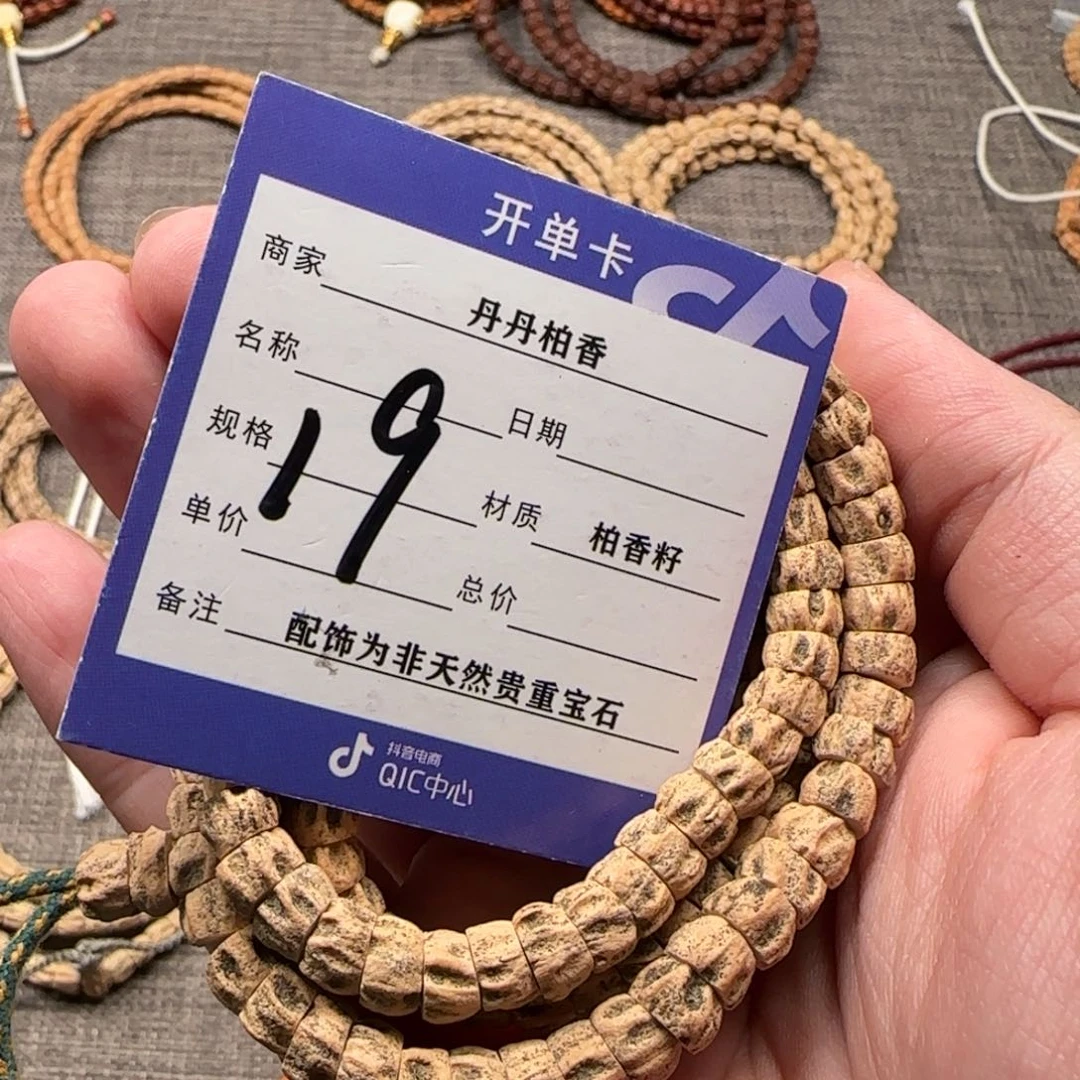 开单卡
商家 丹丹柏香
名称 日期
规格 19 材质 柏香籽
单价 总价
备注 配饰为非天然贵重宝石
抖音电商
QIC中心